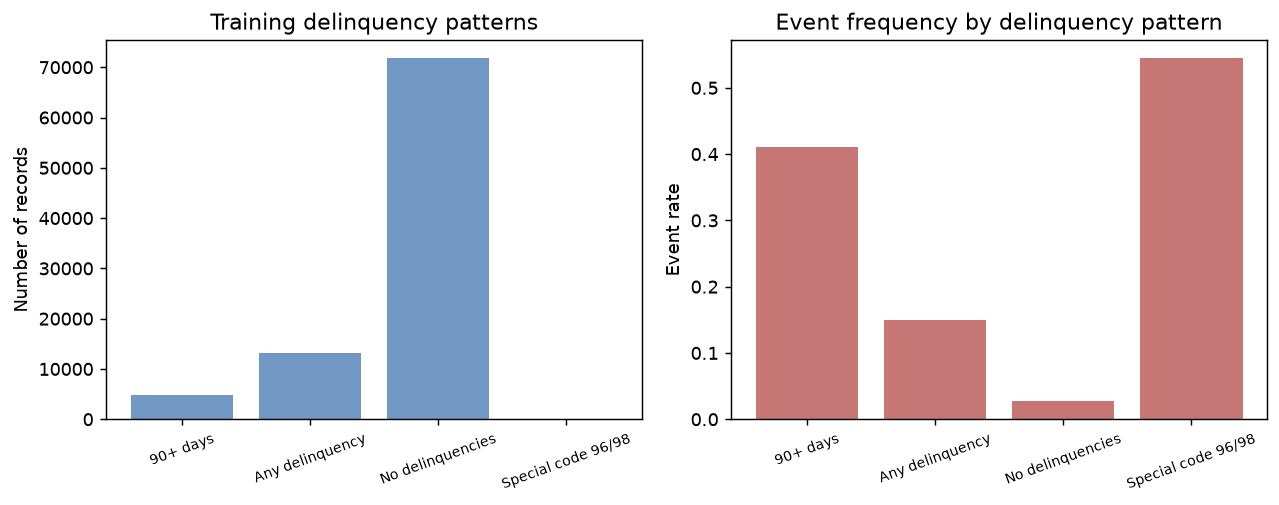 Training delinquency patterns
Number of records
70000
60000
50000
40000
30000
20000
10000
0
90+ days
Any delinquency
No delinquencies
Special code 96/98
Event frequency by delinquency pattern
Event rate
0.5
0.4
0.3
0.2
0.1
0.0
90+ days
Any delinquency
No delinquencies
Special code 96/98